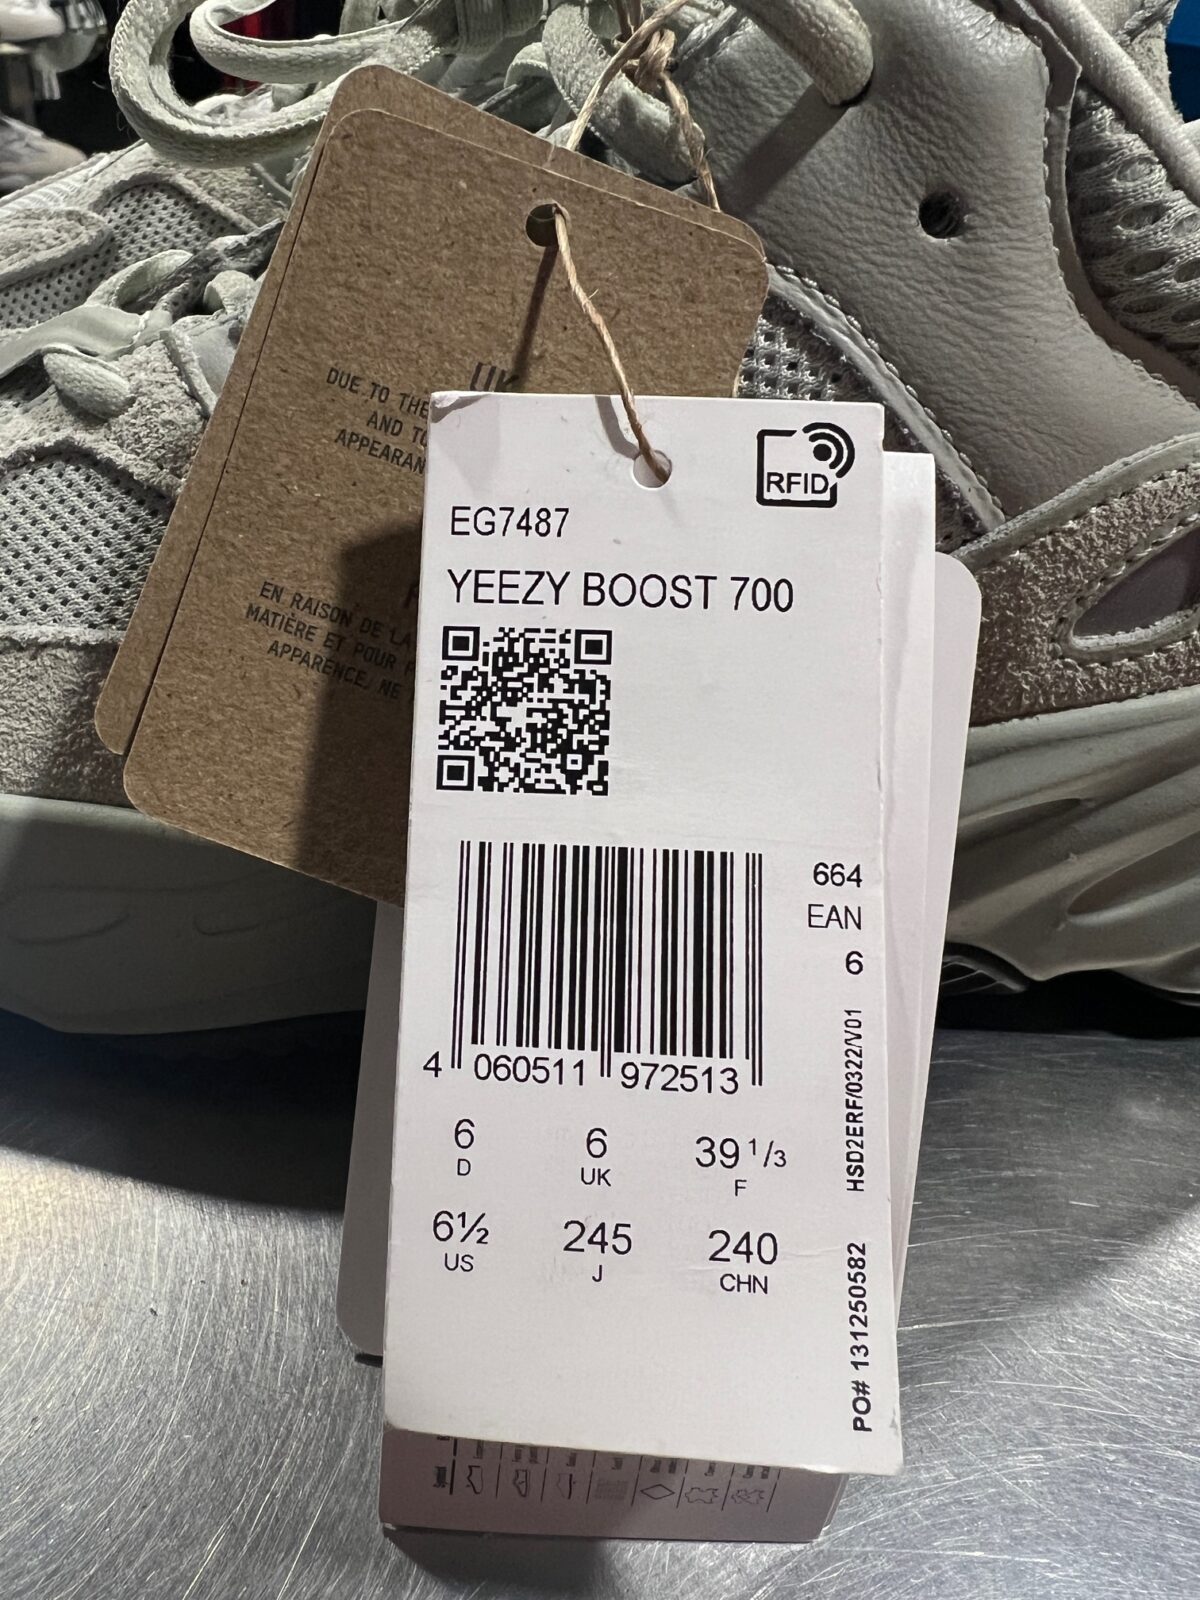 UK
DUE TO THE
AND TO
APPEARAN
EN RAISON DE LA
MATIÈRE ET POUR
APPARENCE, NE
RFID
EG7487
YEEZY BOOST 700
664
EAN
6
4 060511 972513
6 6 39 1/3
D UK F
6½ 245 240
US J CHN
HSD2ERF/0322/V01
PO# 131250582